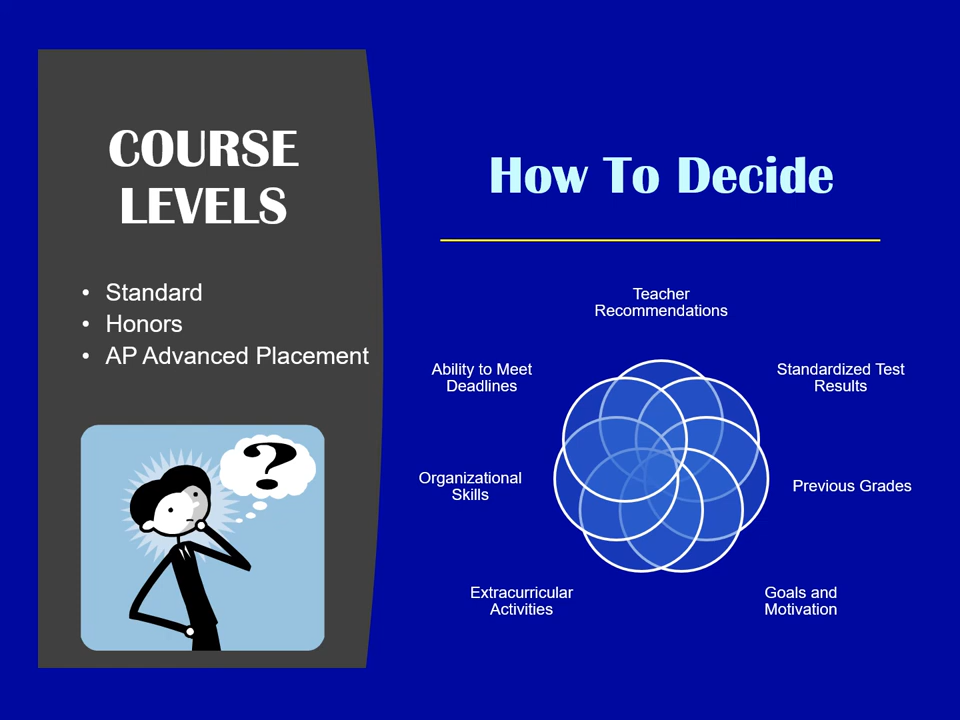 COURSE
LEVELS
• Standard
• Honors
• AP Advanced Placement
?
How To Decide
Teacher
Recommendations
Standardized Test
Results
Previous Grades
Goals and
Motivation
Extracurricular
Activities
Organizational
Skills
Ability to Meet
Deadlines